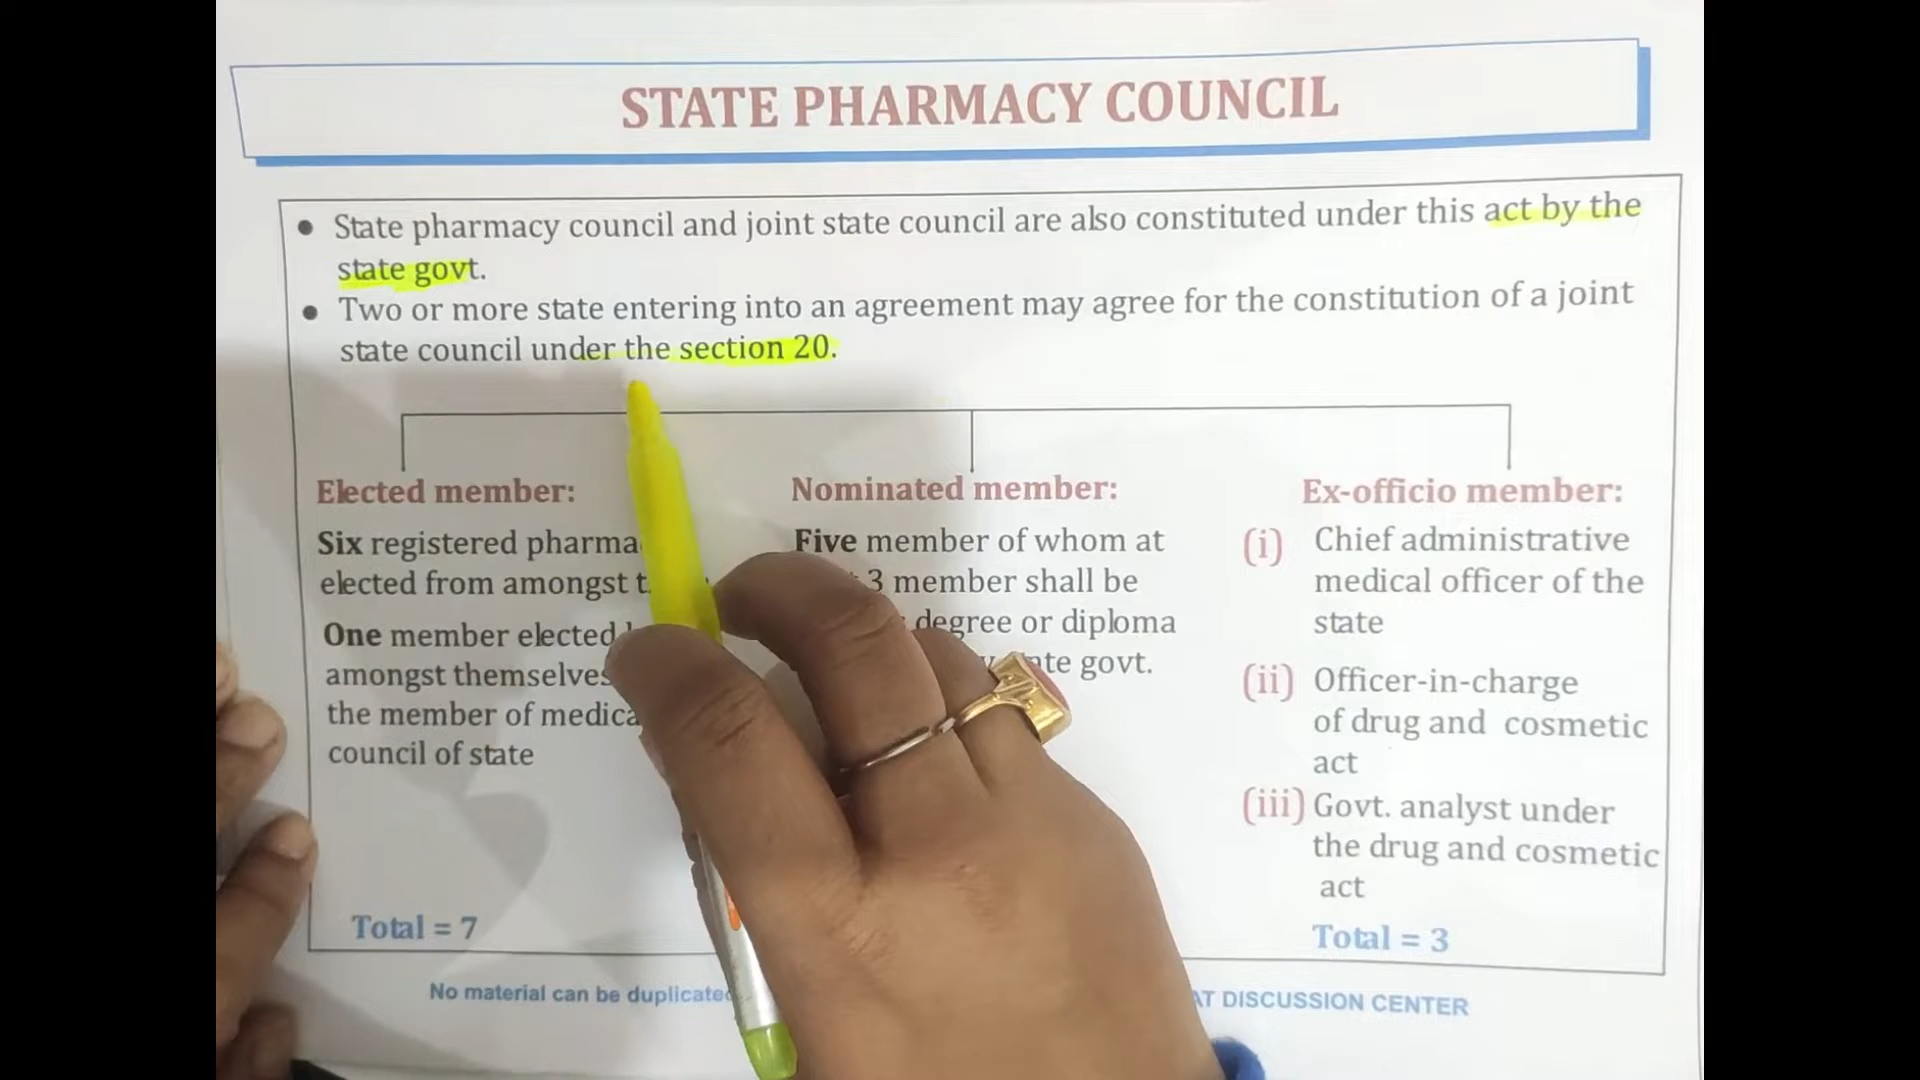 STATE PHARMACY COUNCIL
State pharmacy council and joint state council are also constituted under this act by the
state govt.
Two or more state entering into an agreement may agree for the constitution of a joint
state council under the section 20.
Elected member:
Six registered
elected from amongst
One member elected
amongst themselves
the member of
council of state
Total = 7
Nominated member:
Five member of whom at
3 member shall be
degree or diploma
govt.
Ex-officio member:
(i) Chief administrative
medical officer of the
state
(ii) Officer-in-charge
of drug and cosmetic
act
(iii) Govt. analyst under
the drug and cosmetic
act
Total = 3
No material can be duplicated
DISCUSSION CENTER